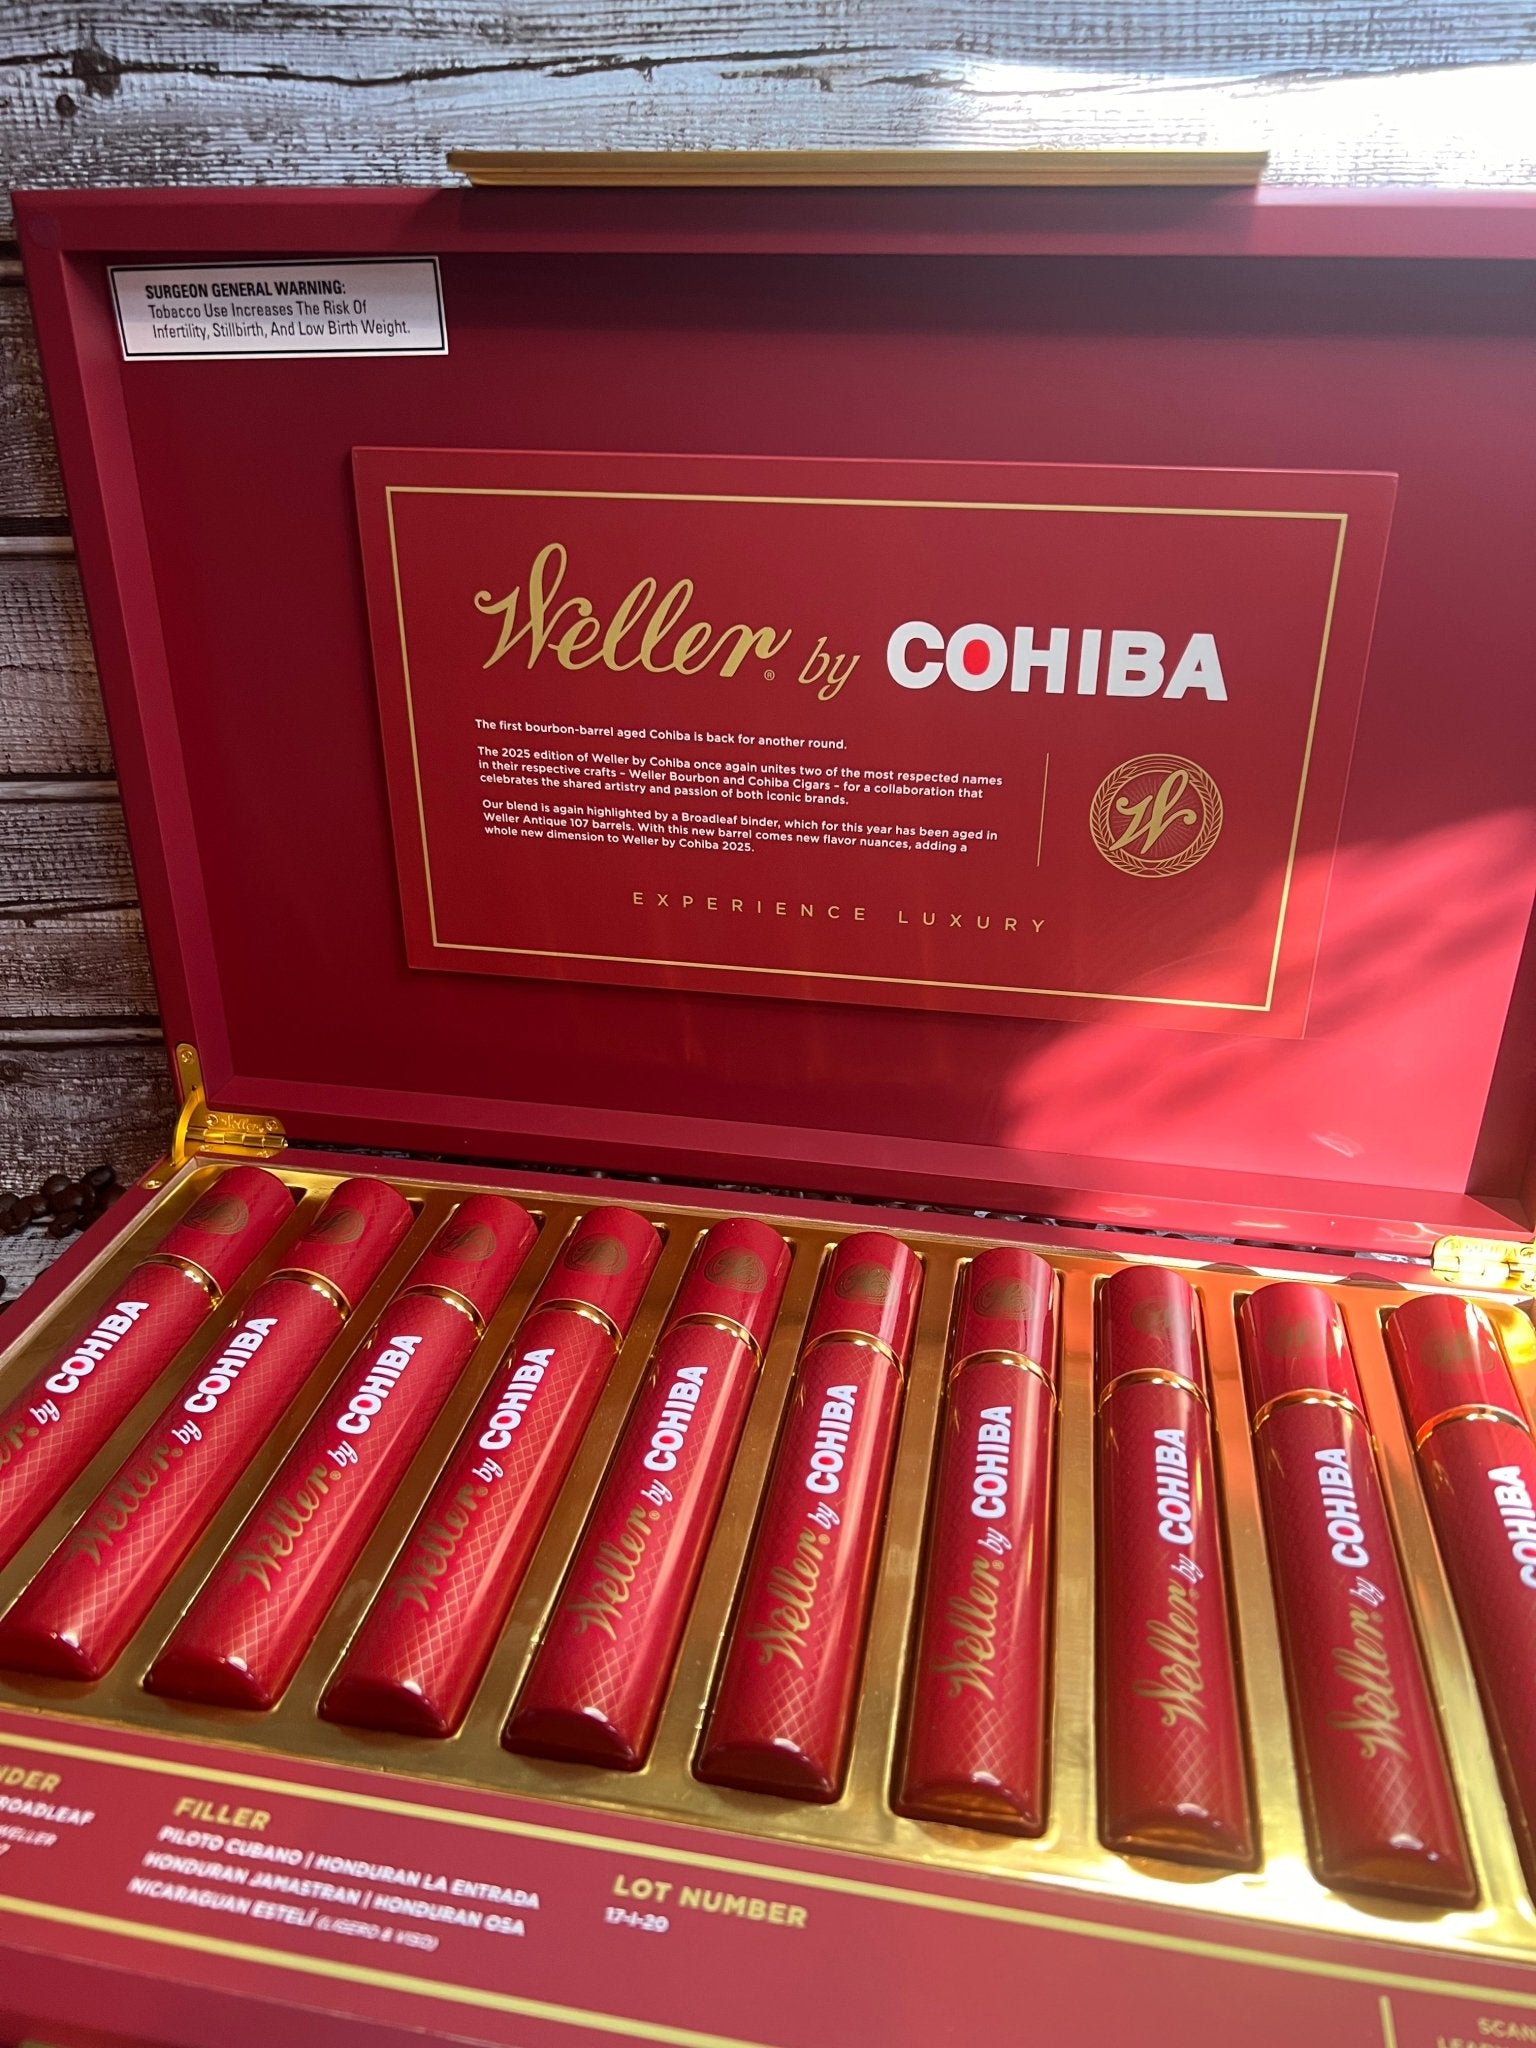 SURGEON GENERAL WARNING:
Tobacco Use Increases The Risk Of
Infertility, Stillbirth, And Low Birth Weight.
Weller® by COHIBA
The first bourbon-barrel aged Cohiba is back for another round.
The 2025 edition of Weller by Cohiba once again unites two of the most respected names
in their respective crafts – Weller Bourbon and Cohiba Cigars – for a collaboration that
celebrates the shared artistry and passion of both iconic brands.
Our blend is again highlighted by a Broadleaf binder, which for this year has been aged in
Weller Antique 107 barrels. With this new barrel comes new flavor nuances, adding a
whole new dimension to Weller by Cohiba 2025.
W
EXPERIENCE LUXURY
by COHIBA
Weller® by COHIBA
Weller® by COHIBA
Weller® by COHIBA
Weller® by COHIBA
Weller® by COHIBA
Weller® by COHIBA
Weller® by COHIBA
Weller® by COHIBA
COHIBA
FILLER
PILOTO CUBANO | HONDURAN LA ENTRADA
HONDURAN JAMASTRAN | HONDURAN OSA
NICARAGUAN ESTELÍ (LIGERO & VISO)
LOT NUMBER
17-1-20
SCAN